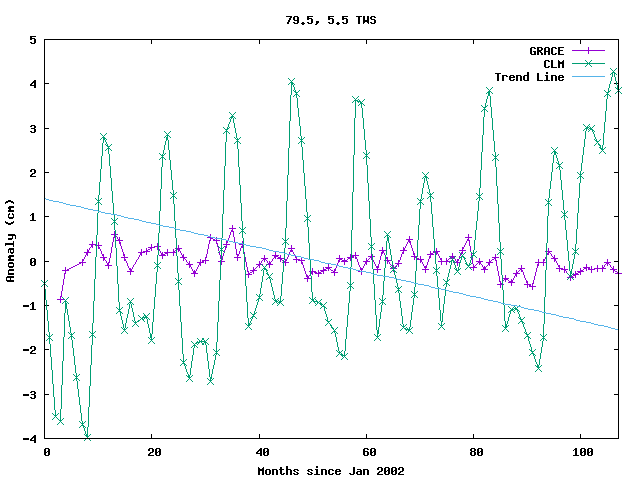 79.5, 5.5 TWS
GRACE
CLM
Trend Line
5
4
3
2
1
0
-1
-2
-3
-4
Anomaly (cm)
0 20 40 60 80 100
Months since Jan 2002